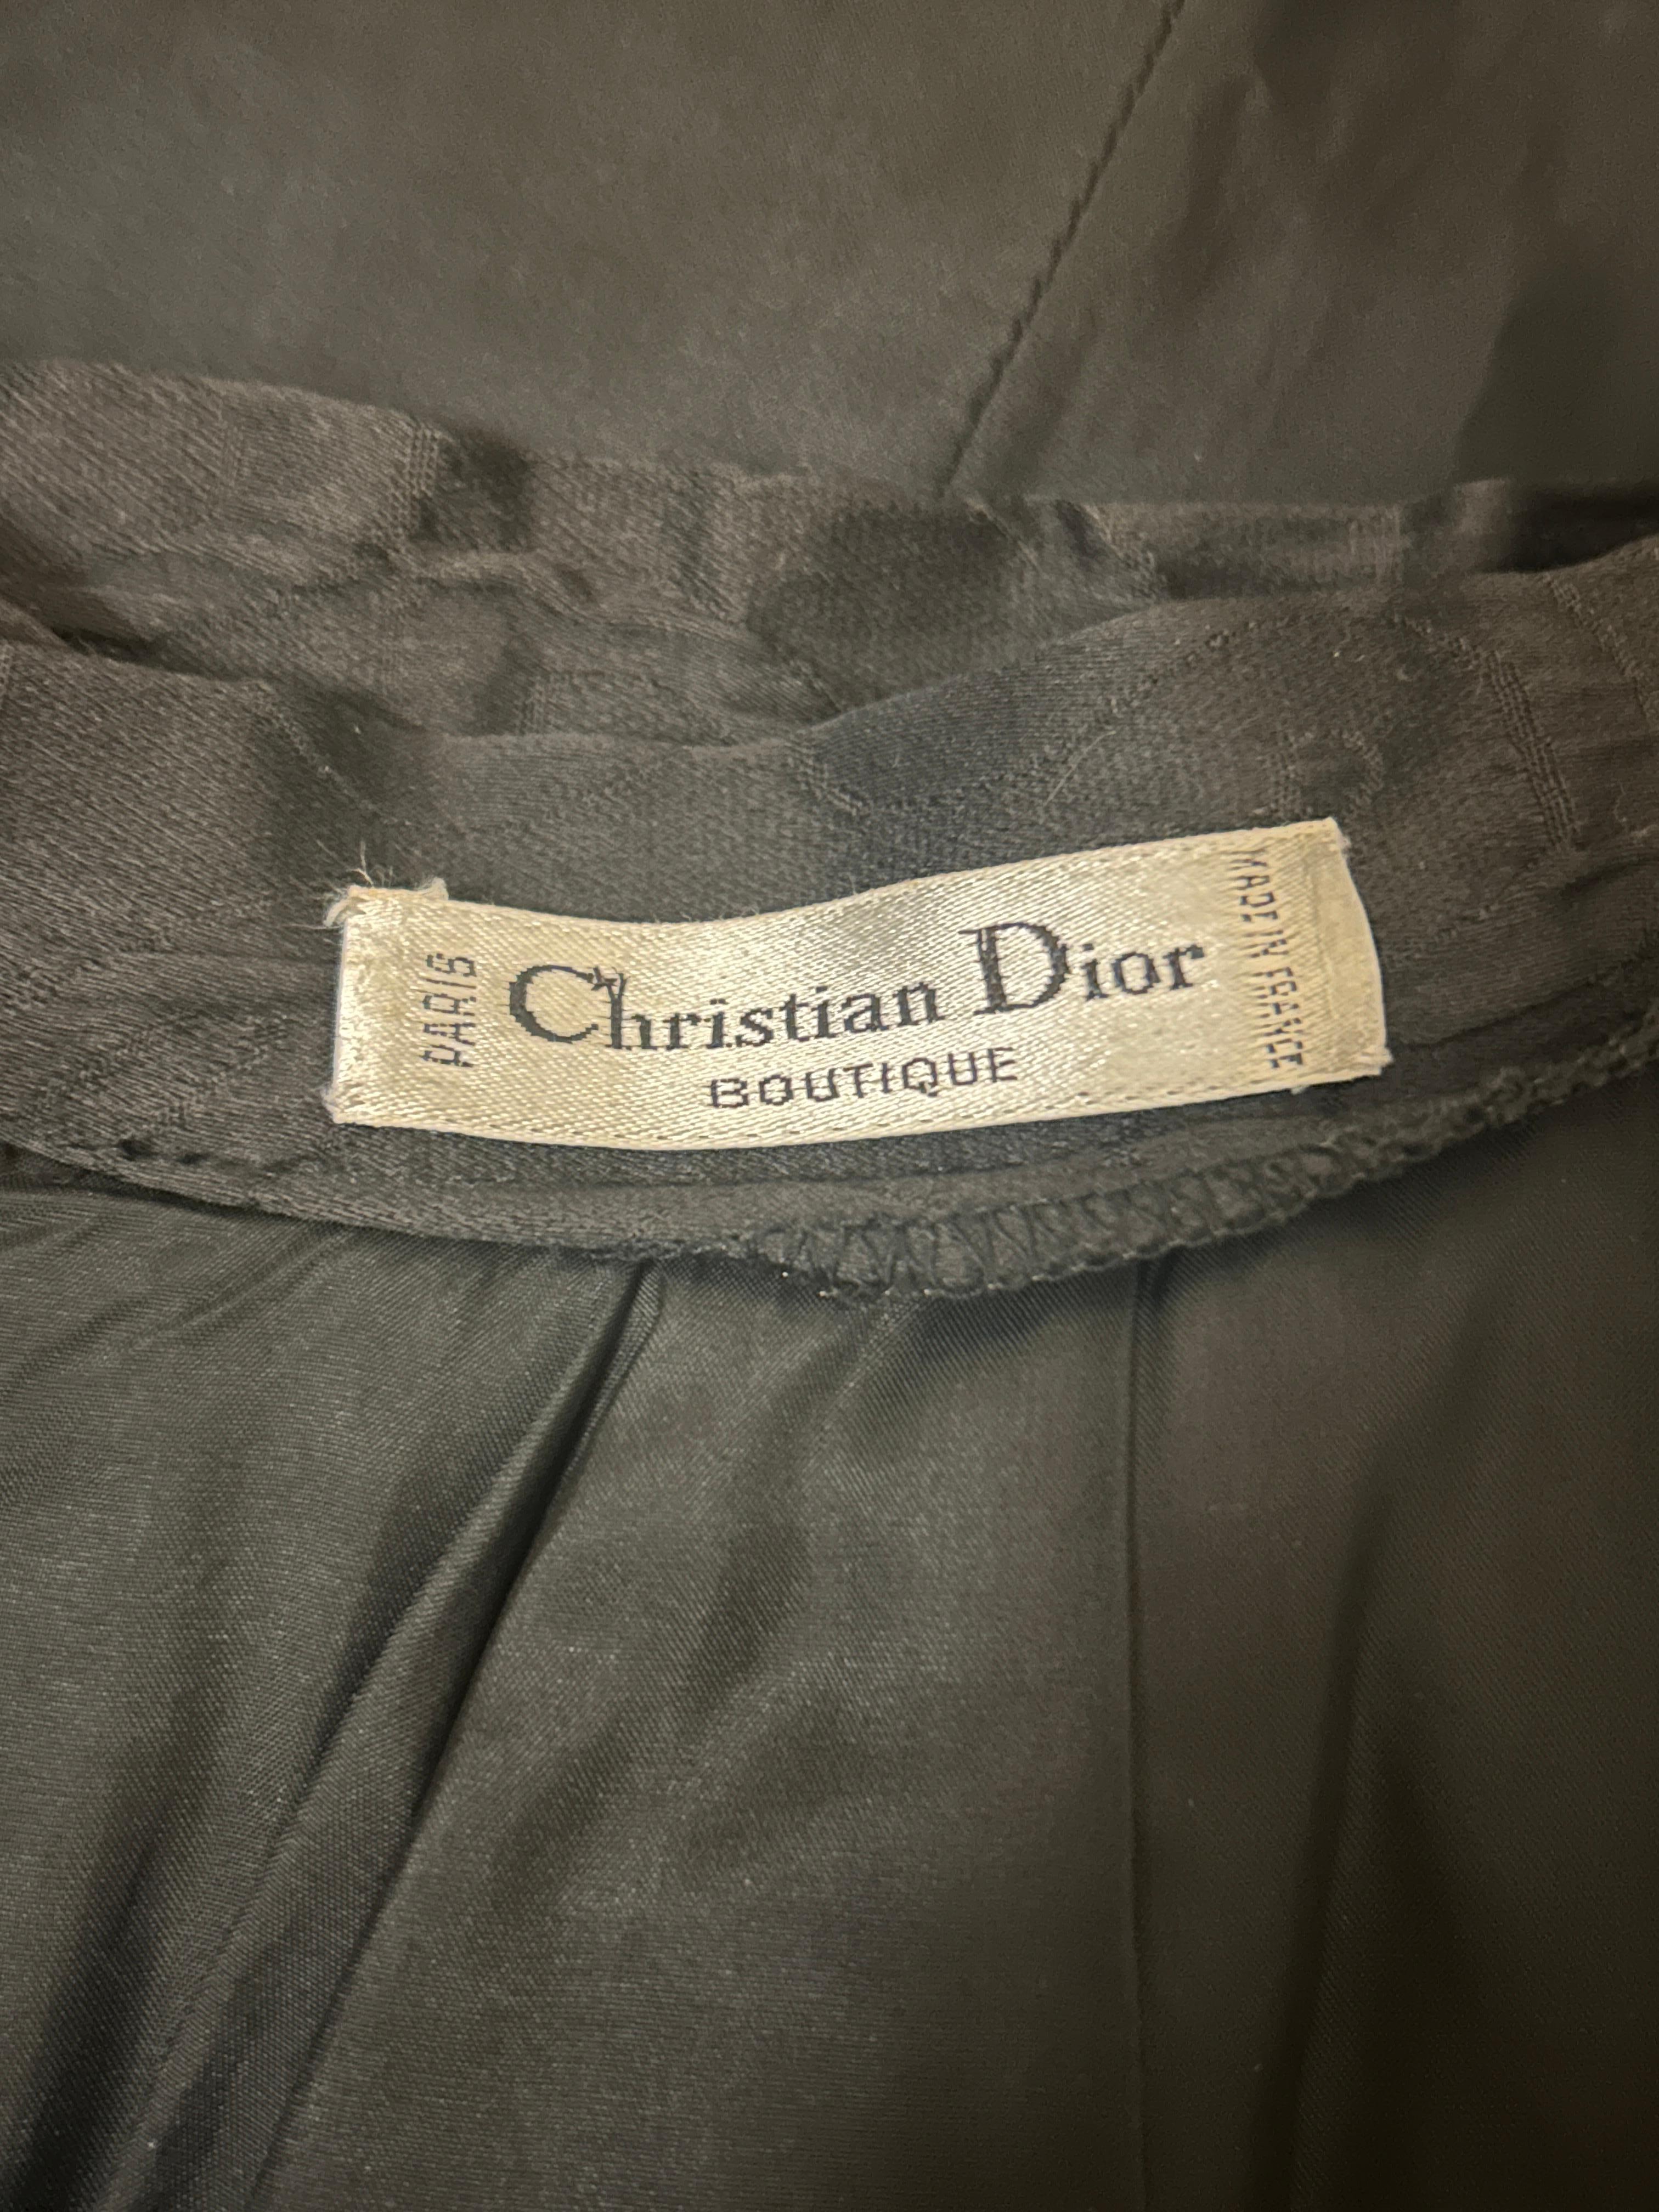 PARIS
Christian Dior
BOUTIQUE
MADE IN FRANCE